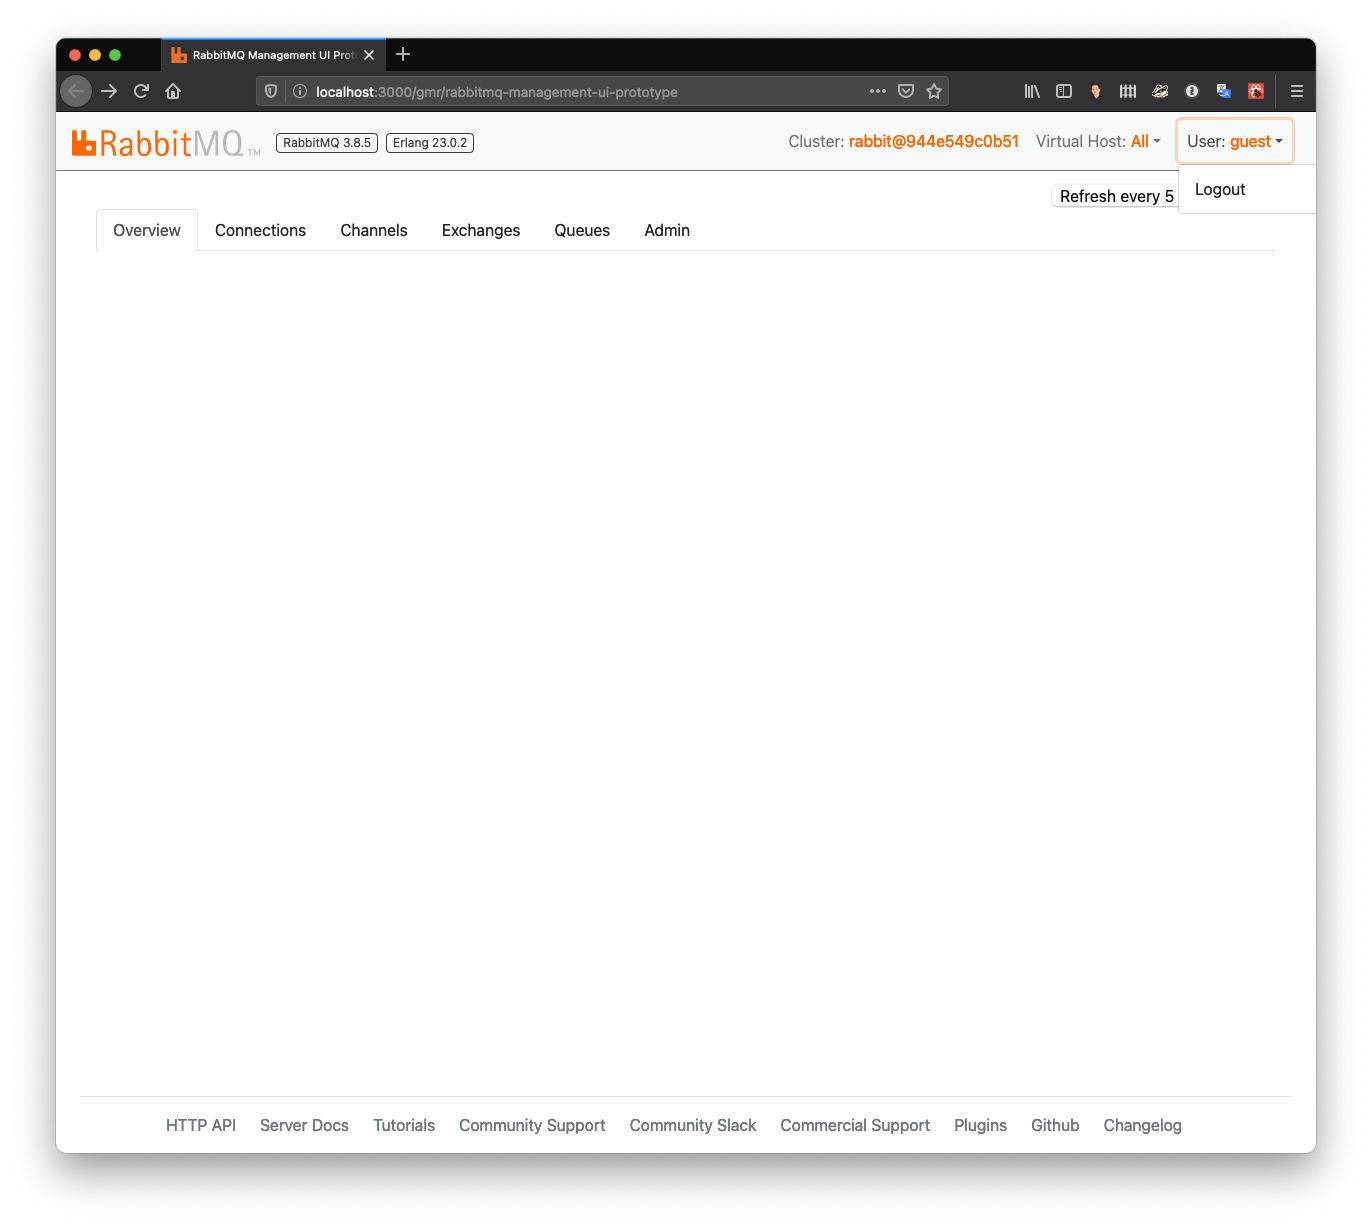 RabbitMQ Management UI Prot
localhost:3000/gmr/rabbitmq-management-ui-prototype
RabbitMQ TM RabbitMQ 3.8.5 Erlang 23.0.2 Cluster: rabbit@944e549c0b51 Virtual Host: All User: guest
Logout
Refresh every 5
Overview Connections Channels Exchanges Queues Admin
HTTP API Server Docs Tutorials Community Support Community Slack Commercial Support Plugins Github Changelog